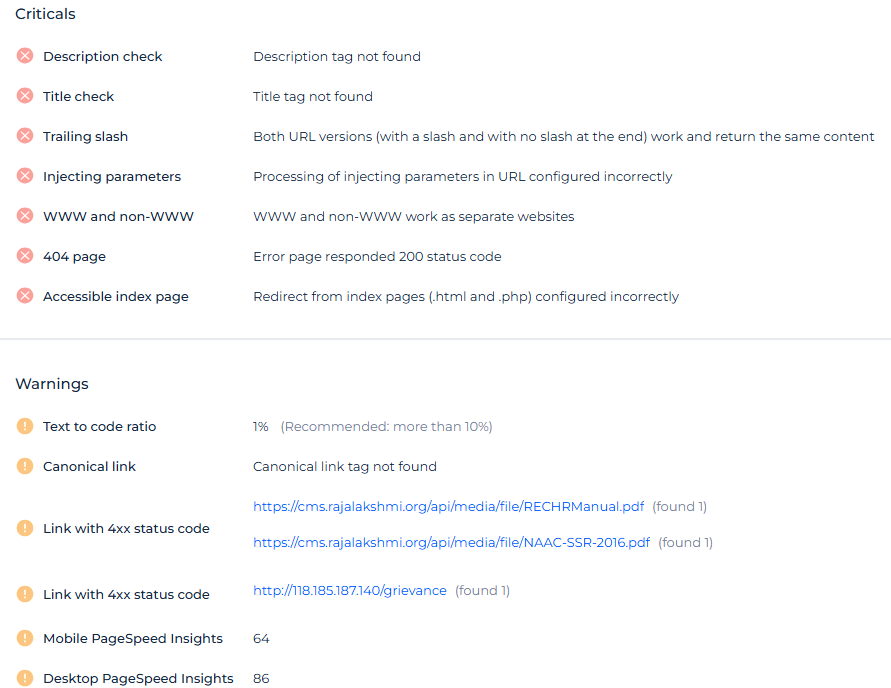 Criticals
Description check Description tag not found
Title check Title tag not found
Trailing slash Both URL versions (with a slash and with no slash at the end) work and return the same content
Injecting parameters Processing of injecting parameters in URL configured incorrectly
WWW and non-WWW WWW and non-WWW work as separate websites
404 page Error page responded 200 status code
Accessible index page Redirect from index pages (.html and .php) configured incorrectly
Warnings
Text to code ratio 1% (Recommended: more than 10%)
Canonical link Canonical link tag not found
https://cms.rajalakshmi.org/api/media/file/RECHRManual.pdf (found 1)
Link with 4xx status code
https://cms.rajalakshmi.org/api/media/file/NAAC-SSR-2016.pdf (found 1)
Link with 4xx status code http://118.185.187.140/grievance (found 1)
Mobile PageSpeed Insights 64
Desktop PageSpeed Insights 86